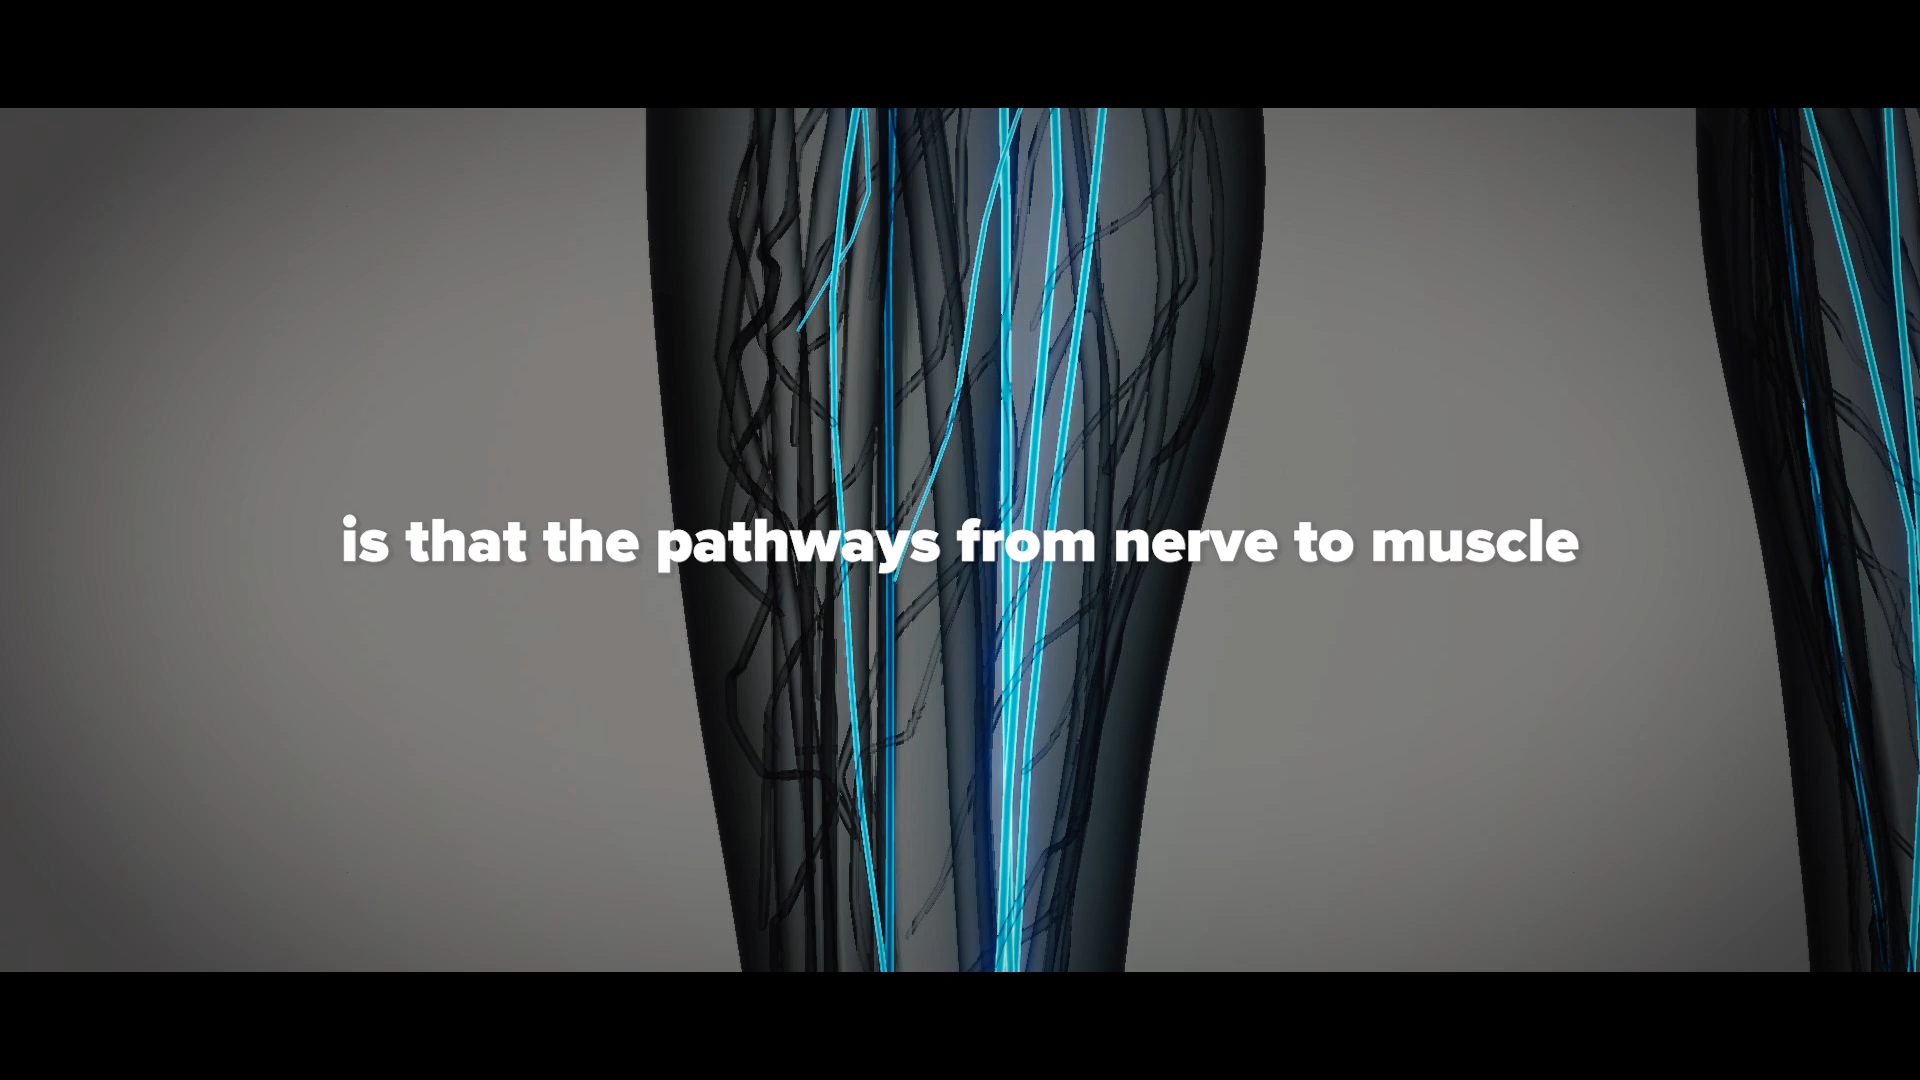 is that the pathways from nerve to muscle